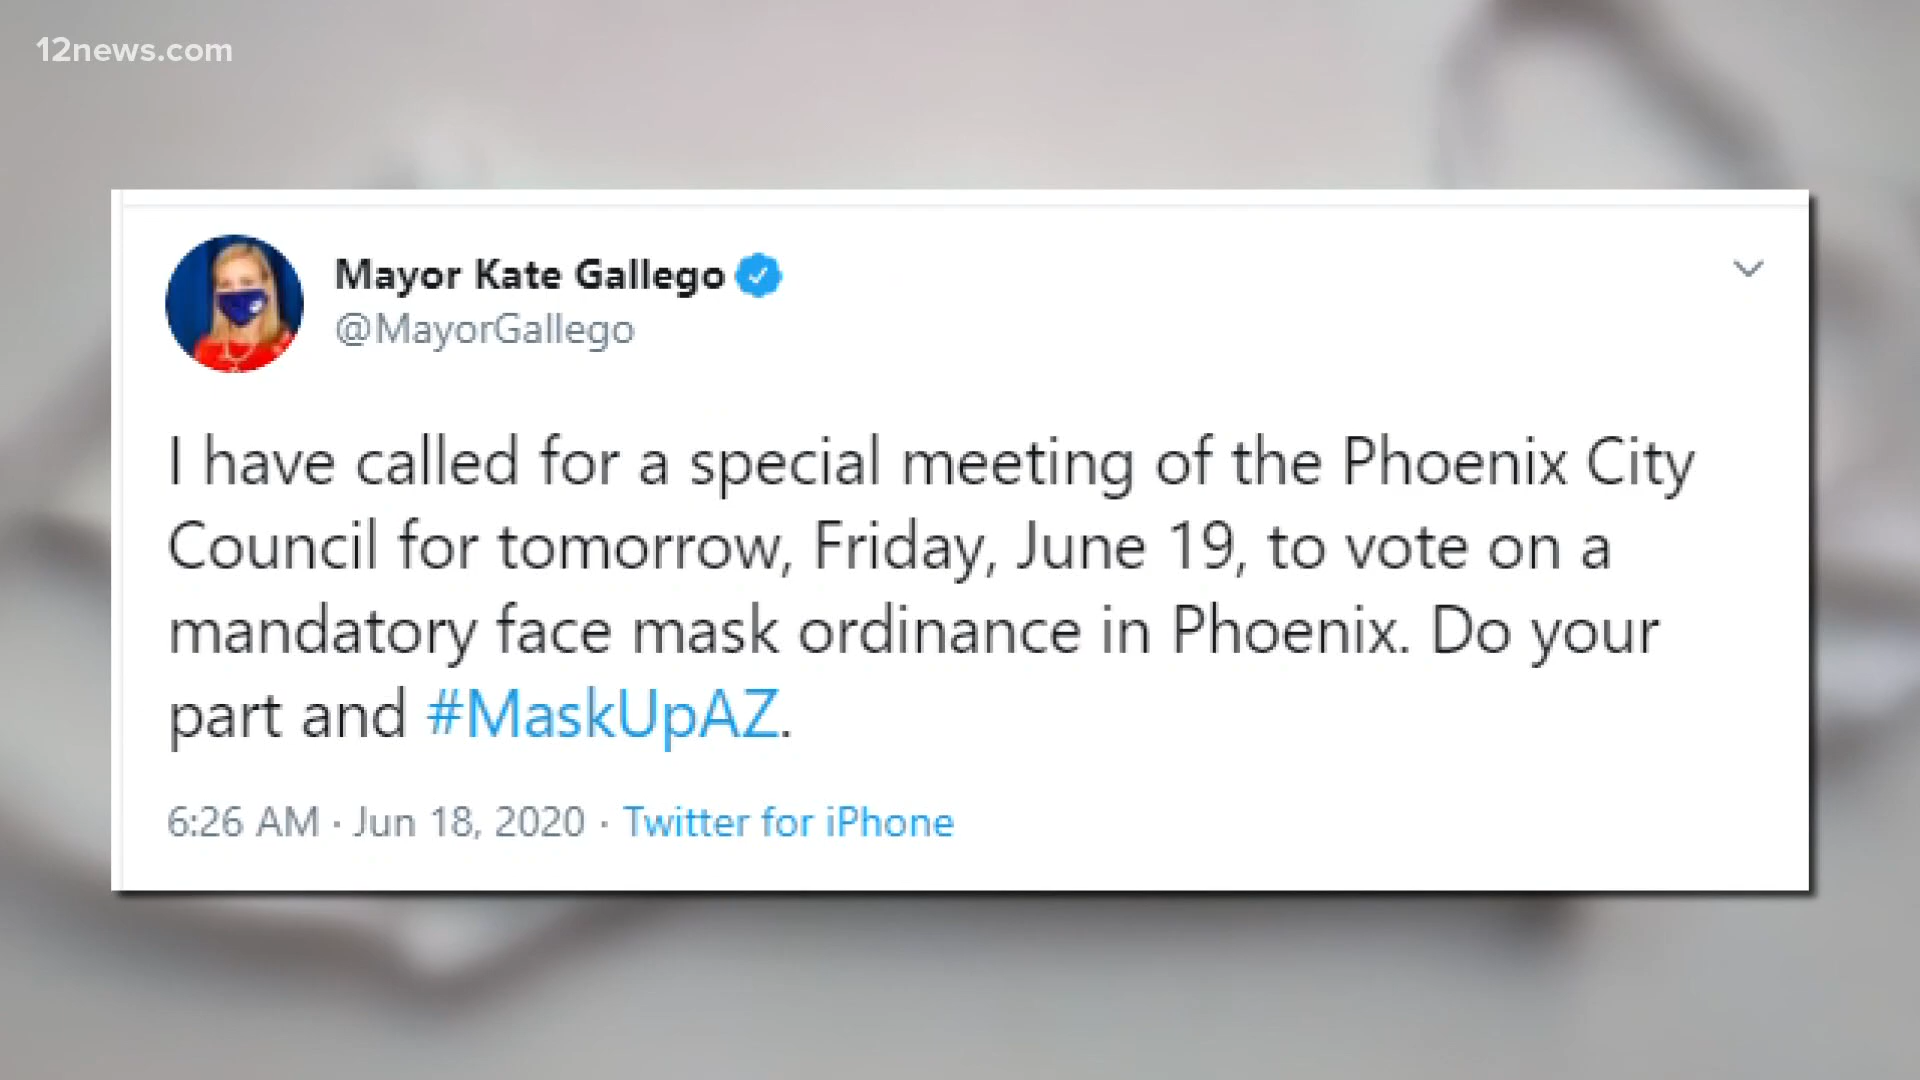 12news.com
Mayor Kate Gallego
@MayorGallego
I have called for a special meeting of the Phoenix City
Council for tomorrow, Friday, June 19, to vote on a
mandatory face mask ordinance in Phoenix. Do your
part and #MaskUpAZ.
6:26 AM · Jun 18, 2020 · Twitter for iPhone